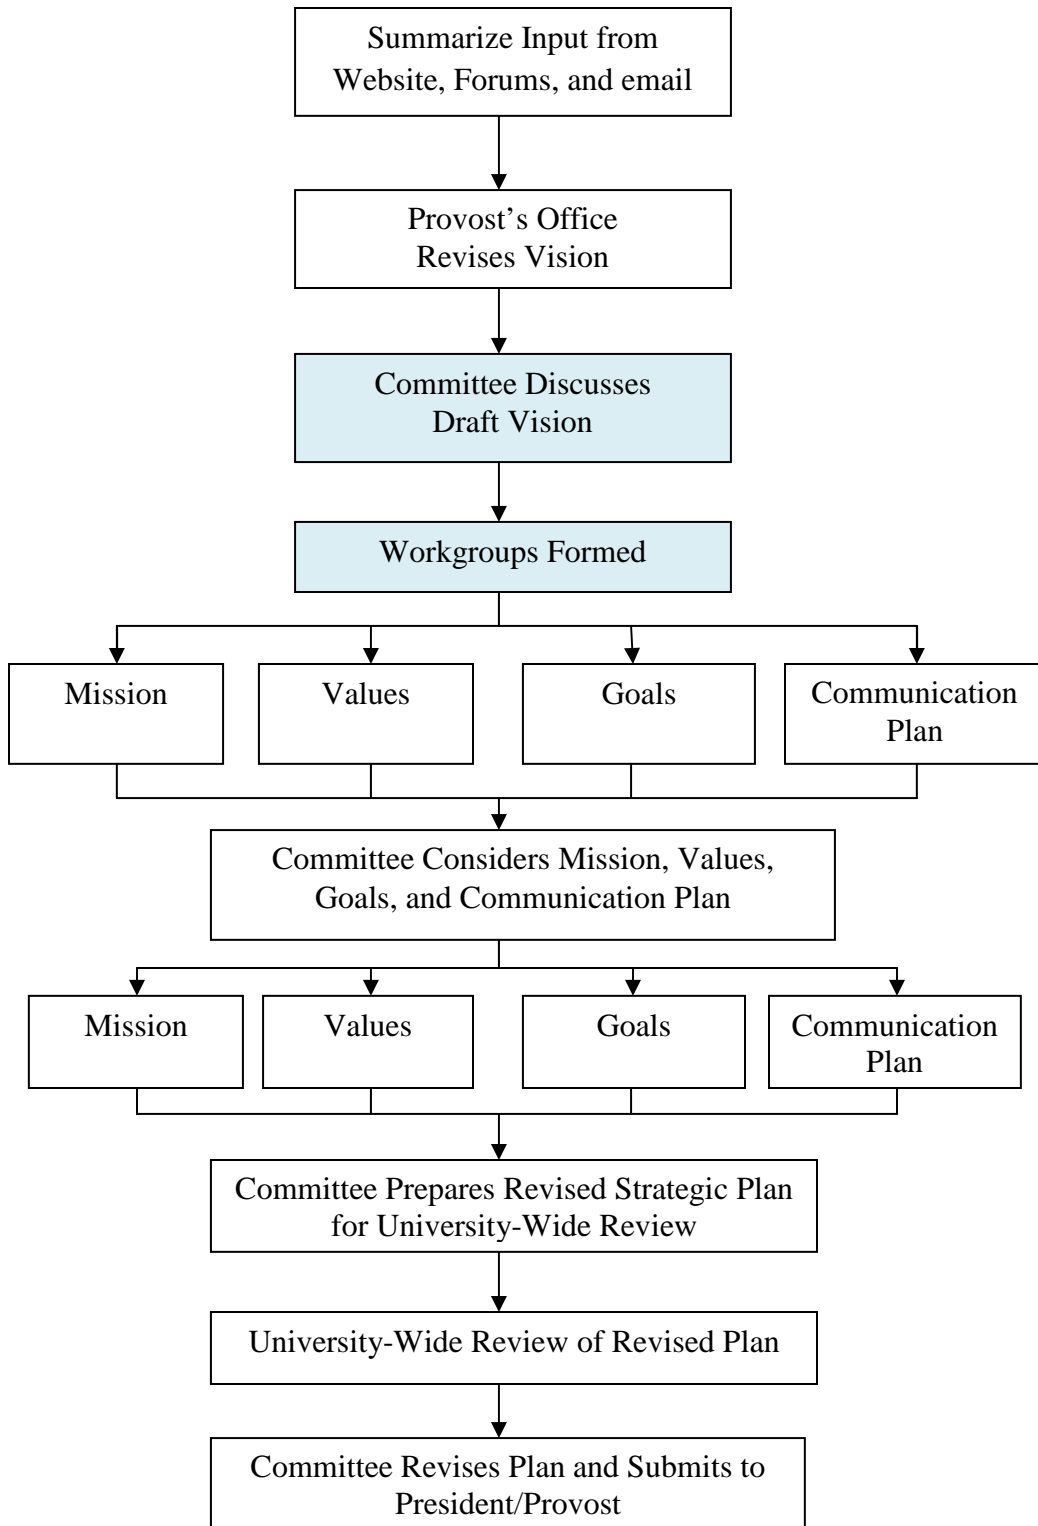 Summarize Input from
Website, Forums, and email
Provost’s Office
Revises Vision
Committee Discusses
Draft Vision
Workgroups Formed
Mission
Values
Goals
Communication
Plan
Committee Considers Mission, Values,
Goals, and Communication Plan
Mission
Values
Goals
Communication
Plan
Committee Prepares Revised Strategic Plan
for University-Wide Review
University-Wide Review of Revised Plan
Committee Revises Plan and Submits to
President/Provost